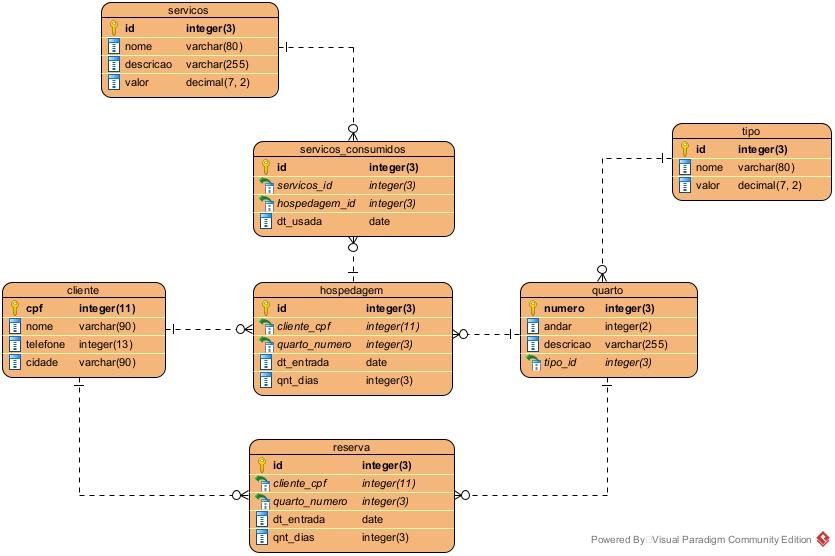 servicos
id integer(3)
nome varchar(80)
descricao varchar(255)
valor decimal(7, 2)
servicos_consumidos
id integer(3)
servicos_id integer(3)
hospedagem_id integer(3)
dt_usada date
tipo
id integer(3)
nome varchar(80)
valor decimal(7, 2)
cliente
cpf integer(11)
nome varchar(90)
telefone integer(13)
cidade varchar(90)
hospedagem
id integer(3)
cliente_cpf integer(11)
quarto_numero integer(3)
dt_entrada date
qnt_dias integer(3)
quarto
numero integer(3)
andar integer(2)
descricao varchar(255)
tipo_id integer(3)
reserva
id integer(3)
cliente_cpf integer(11)
quarto_numero integer(3)
dt_entrada date
qnt_dias integer(3)
Powered By Visual Paradigm Community Edition